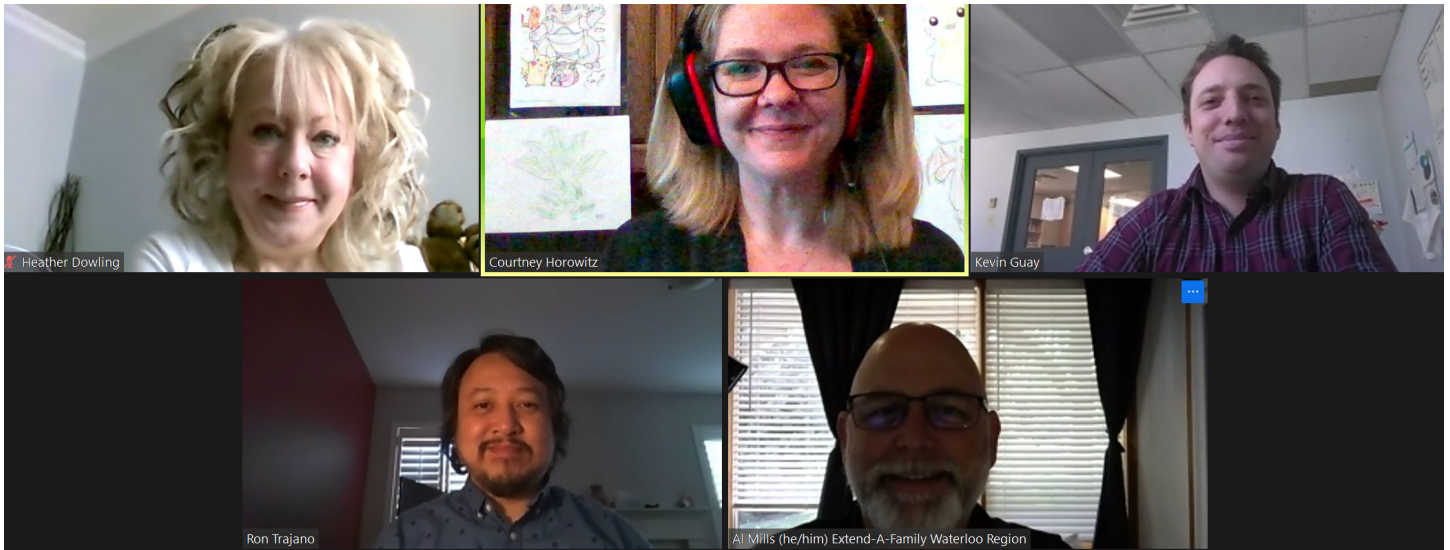 Heather Dowling
Courtney Horowitz
Kevin Guay
Ron Trajano
Al Mills (he/him) Extend-A-Family Waterloo Region